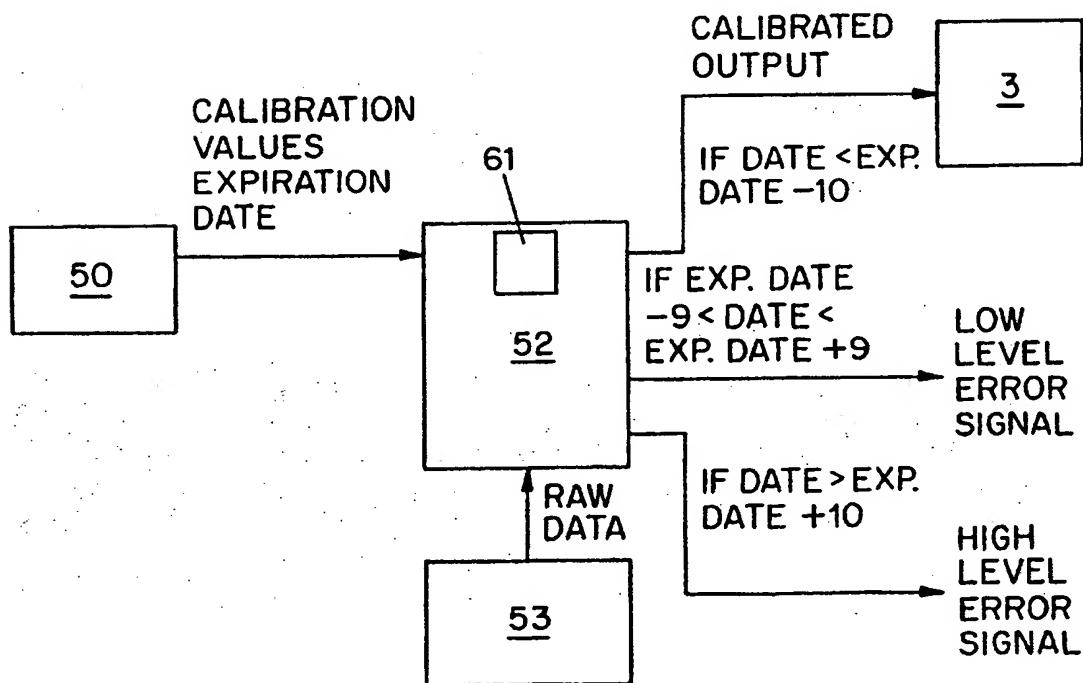 CALIBRATED
OUTPUT
3
CALIBRATION
VALUES
EXPIRATION
DATE
61
IF DATE <EXP.
DATE -10
50
52
IF EXP. DATE
-9 < DATE <
EXP. DATE +9
LOW
LEVEL
ERROR
SIGNAL
RAW
DATA
IF DATE > EXP.
DATE +10
53
HIGH
LEVEL
ERROR
SIGNAL